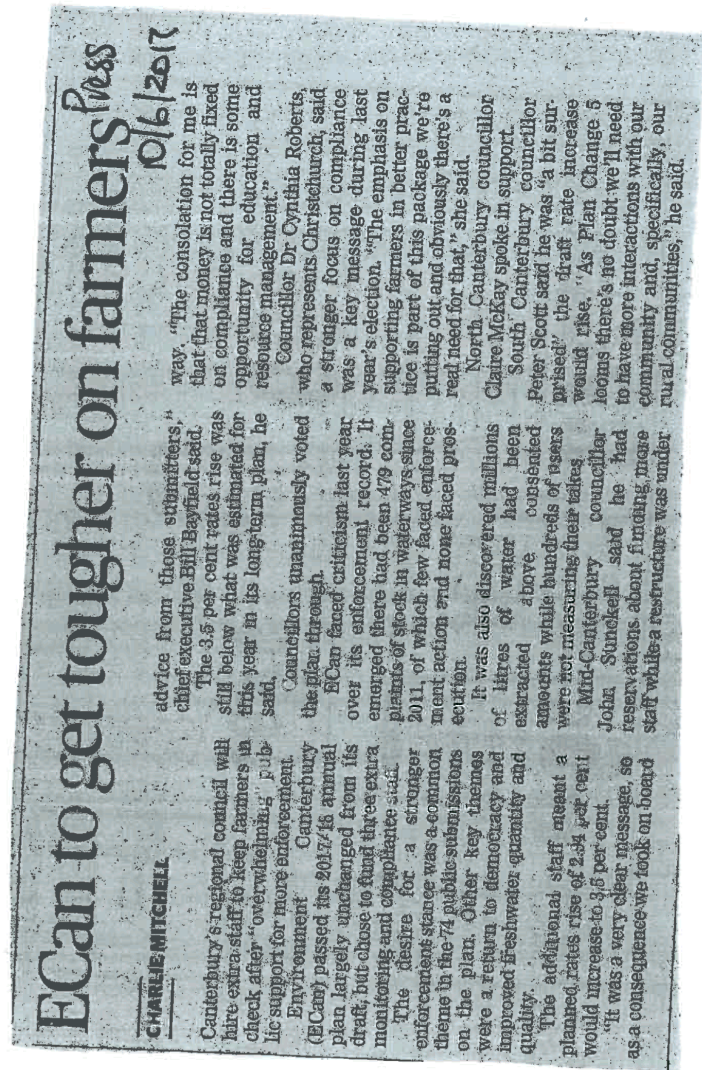 ECan to get tougher on farmers
Press
10/6/2017
CHARLIE MITCHELL
Canterbury's regional council will
hire extra staff to keep farmers in
check after "overwhelming" pub-
lic support for more enforcement.
Environment Canterbury
(ECan) passed its 2017/18 annual
plan largely unchanged from its
draft, but chose to fund three extra
monitoring and compliance staff.
The desire for a stronger
enforcement stance was a common
theme in the 74 public submissions
on the plan. Other key themes
were a return to democracy and
improved freshwater quantity and
quality.
The additional staff meant a
planned rates rise of 2.94 per cent
would increase to 3.5 per cent.
"It was a very clear message, so
as a consequence we took on board
advice from those submitters,"
chief executive Bill Bayfield said.
The 3.5 per cent rates rise was
still below what was estimated for
this year in its long-term plan, he
said.
Councillors unanimously voted
the plan through.
ECan faced criticism last year
over its enforcement record. It
emerged there had been 479 com-
plaints of stock in waterways since
2011, of which few faced enforce-
ment action and none faced pros-
ecution.
It was also discovered millions
of litres of water had been
extracted above consented
amounts while hundreds of users
were not measuring their takes.
Mid-Canterbury councillor
John Sunckell said he had
reservations about funding more
staff while a restructure was under
way. "The consolation for me is
that that money is not totally fixed
on compliance and there is some
opportunity for education and
resource management."
Councillor Dr Cynthia Roberts,
who represents Christchurch, said
a stronger focus on compliance
was a key message during last
year's election. "The emphasis on
supporting farmers in better prac-
tice is part of this package we're
putting out and obviously there's a
real need for that," she said.
North Canterbury councillor
Claire McKay spoke in support.
South Canterbury councillor
Peter Scott said he was "a bit sur-
prised" the draft rate increase
would rise. "As Plan Change 5
looms there's no doubt we'll need
to have more interactions with our
community and, specifically, our
rural communities," he said.